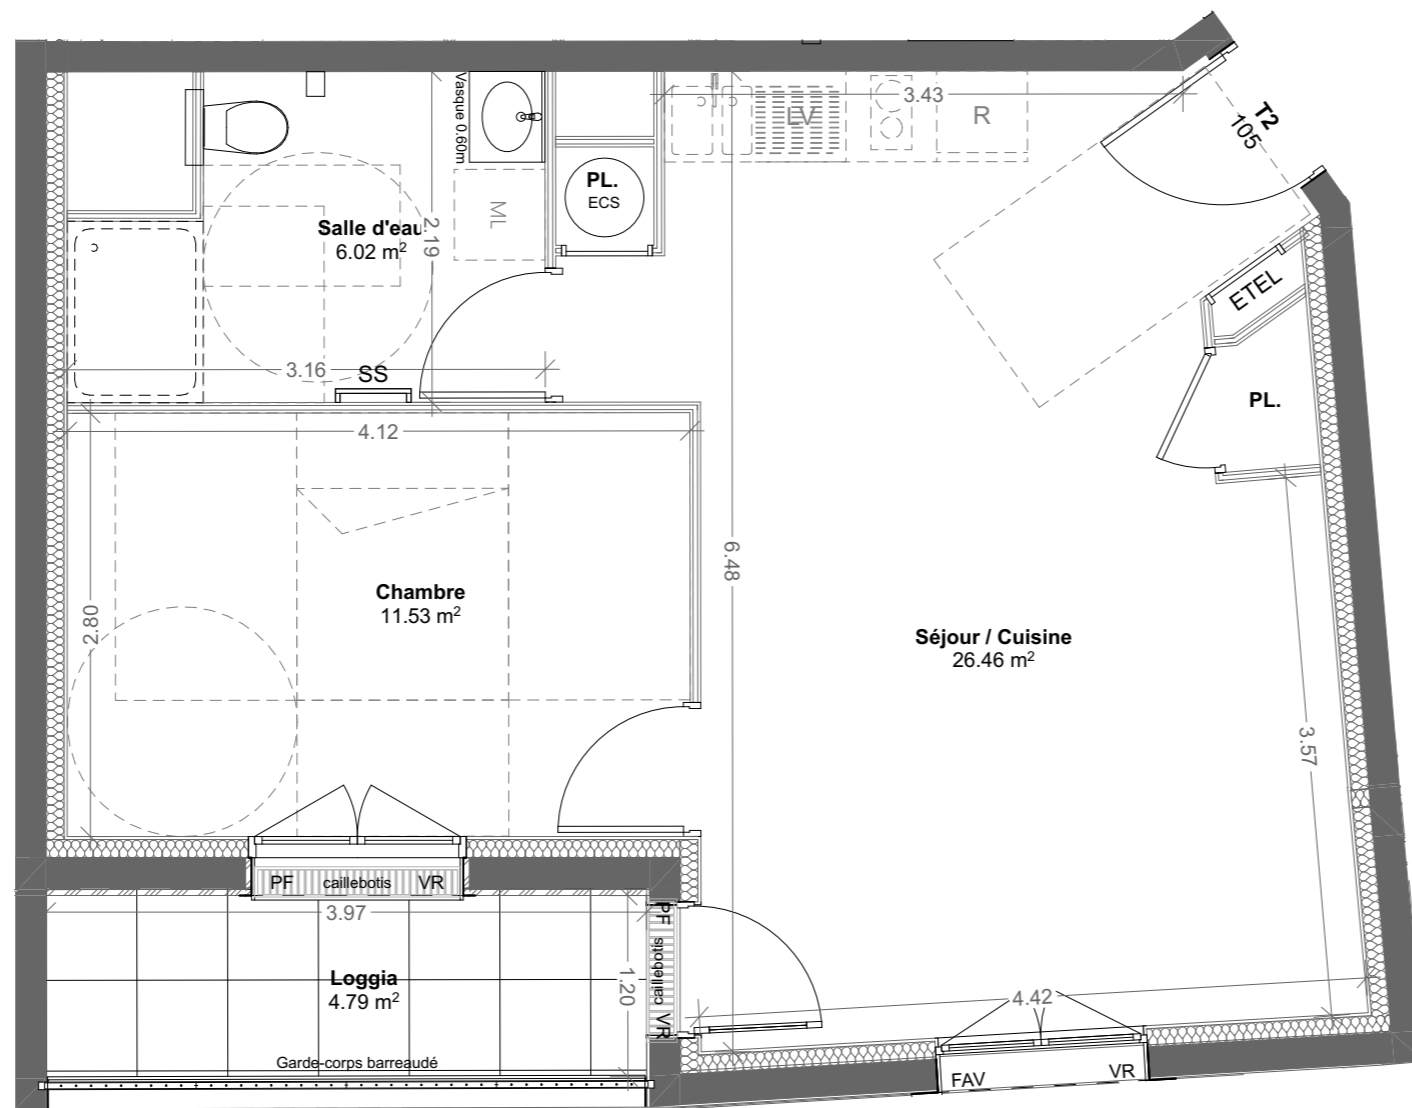 Vasque 0.60m
LV
3.43
R
T2
105
PL.
ECS
ML
Salle d'eau
6.02 m²
2.19
ETEL
3.16
SS
PL.
4.12
6.48
Chambre
11.53 m²
2.80
Séjour / Cuisine
26.46 m²
3.57
PF
caillebotis
VR
3.97
PF
caillebotis
VR
Loggia
4.79 m²
1.20
4.42
Garde-corps barreaudé
FAV
VR